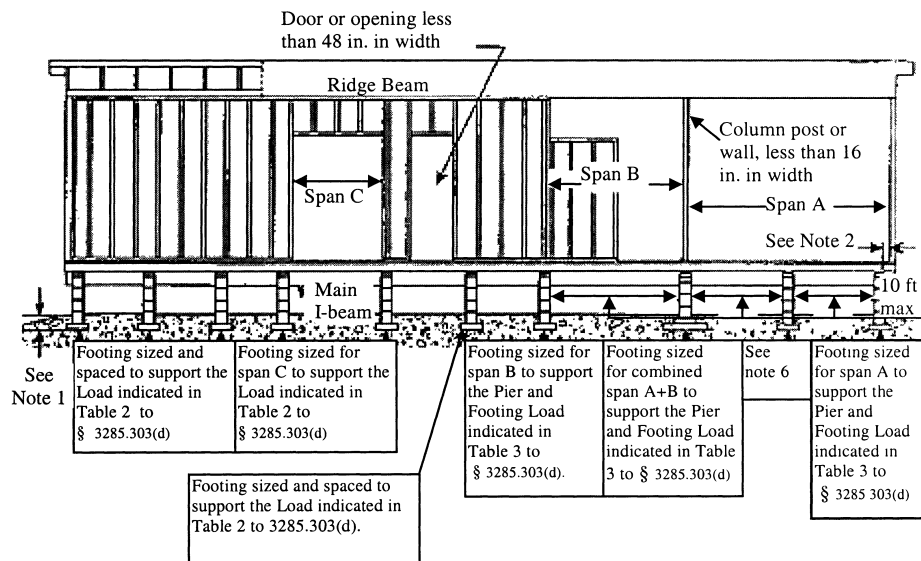 Door or opening less
than 48 in. in width
Ridge Beam
Column post or
wall, less than 16
in. in width
Span C
Span B
Span A
See Note 2
Main
I-beam
10 ft
max
See
Note 1
Footing sized and
spaced to support the
Load indicated in
Table 2 to
§ 3285.303(d)
Footing sized for
span C to support the
Load indicated in
Table 2 to
§ 3285.303(d)
Footing sized for
span B to support
the Pier and
Footing Load
indicated in
Table 3 to
§ 3285.303(d).
Footing sized
for combined
span A+B to
support the Pier
and Footing Load
indicated in Table
3 to § 3285.303(d)
See
note 6
Footing sized
for span A to
support the
Pier and
Footing Load
indicated in
Table 3 to
§ 3285 303(d)
Footing sized and spaced to
support the Load indicated in
Table 2 to 3285.303(d).